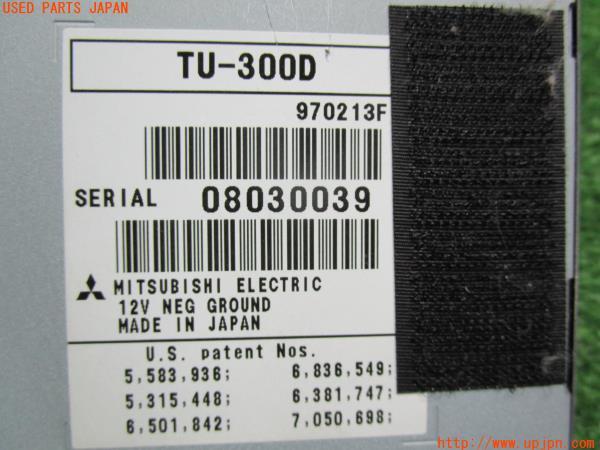 USED PARTS JAPAN
TU-300D
970213F
SERIAL 08030039
MITSUBISHI ELECTRIC
12V NEG GROUND
MADE IN JAPAN
U.S. patent Nos.
5,583,936; 6,836,549;
5,315,448; 6,381,747;
6,501,842; 7,050,698;
http://www.upjpn.com